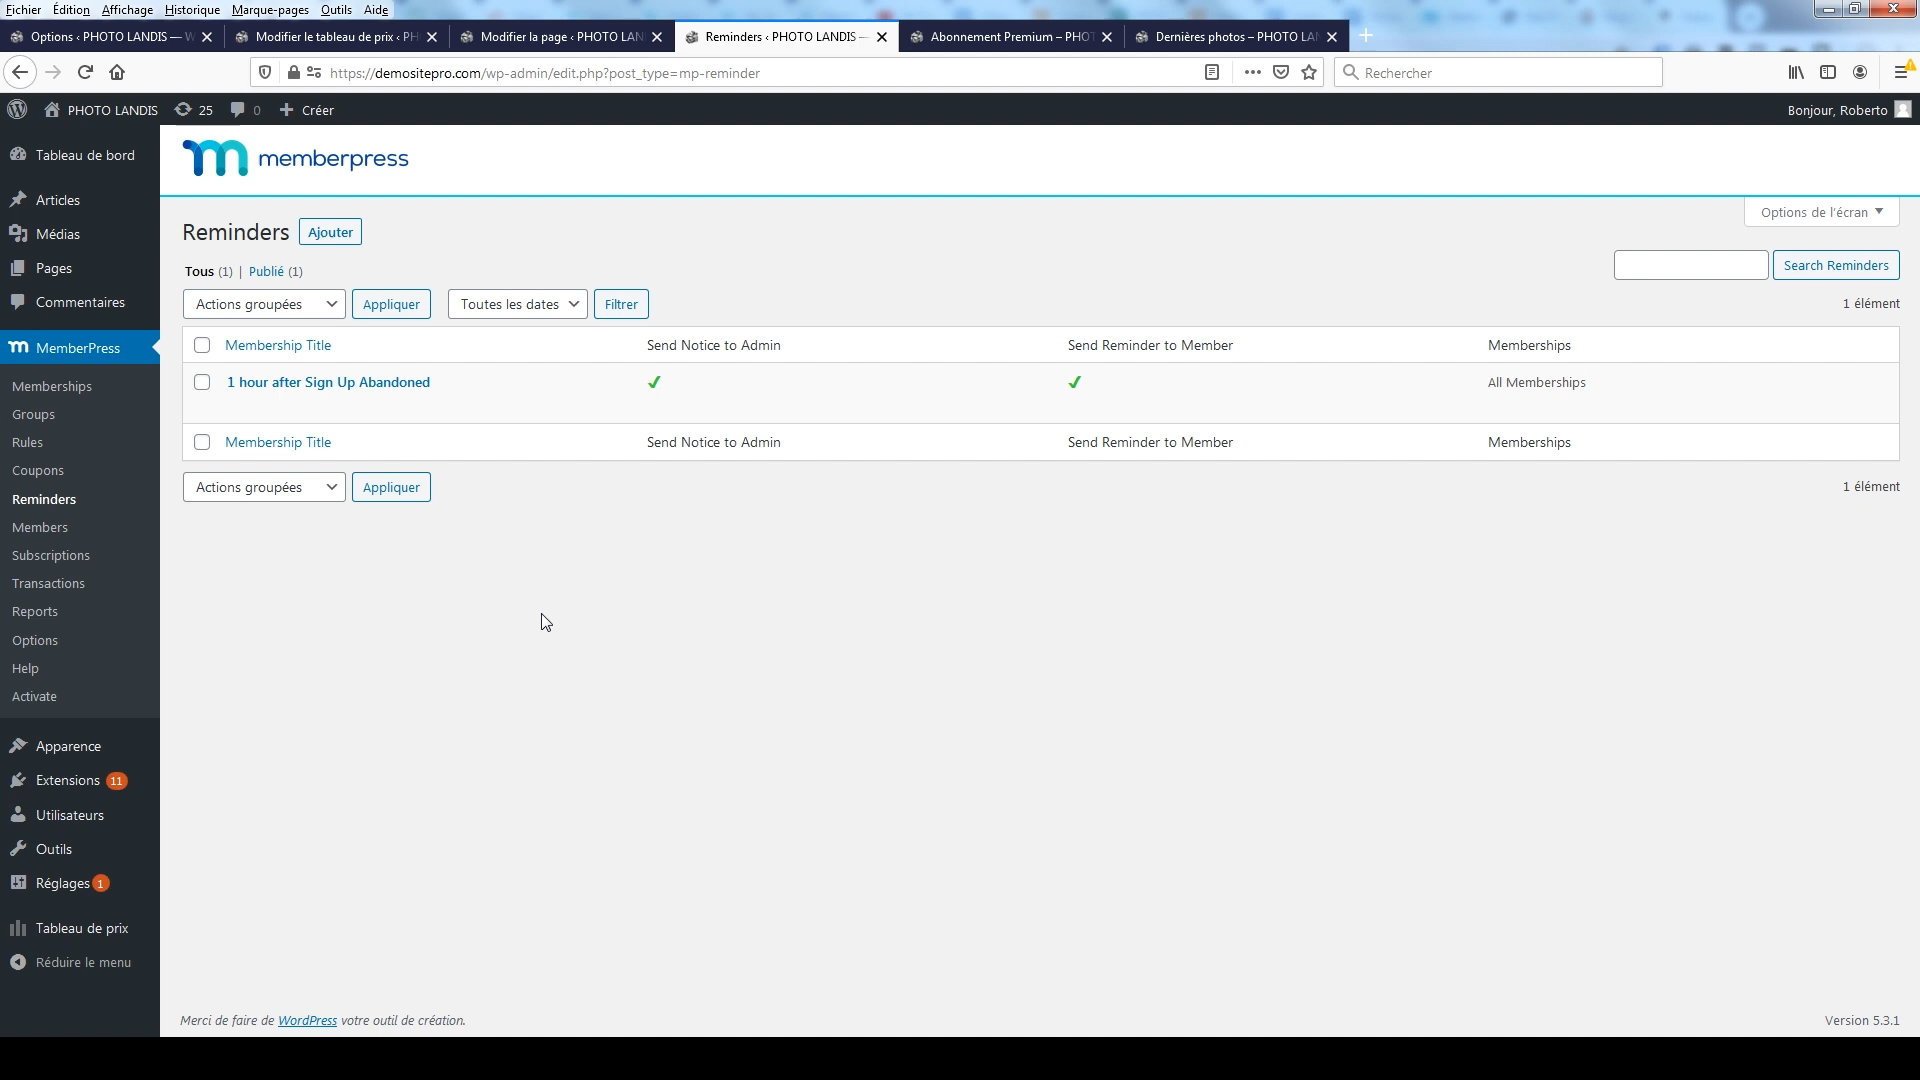 Fichier Édition Affichage Historique Marque-pages Outils Aide
Options ‹ PHOTO LANDIS — W Modifier le tableau de prix ‹ PH Modifier la page ‹ PHOTO LAN Reminders ‹ PHOTO LANDIS — Abonnement Premium – PHOT Dernières photos – PHOTO LAN
https://demositepro.com/wp-admin/edit.php?post_type=mp-reminder Rechercher
PHOTO LANDIS 25 0 Créer Bonjour, Roberto
Tableau de bord
Articles
Médias
Pages
Commentaires
MemberPress
Memberships
Groups
Rules
Coupons
Reminders
Members
Subscriptions
Transactions
Reports
Options
Help
Activate
Apparence
Extensions 11
Utilisateurs
Outils
Réglages 1
Tableau de prix
Réduire le menu
memberpress
Options de l'écran
Reminders Ajouter
Tous (1) | Publié (1)
Search Reminders
Actions groupées Appliquer Toutes les dates Filtrer 1 élément
Membership Title Send Notice to Admin Send Reminder to Member Memberships
1 hour after Sign Up Abandoned All Memberships
Membership Title Send Notice to Admin Send Reminder to Member Memberships
Actions groupées Appliquer 1 élément
Merci de faire de WordPress votre outil de création. Version 5.3.1